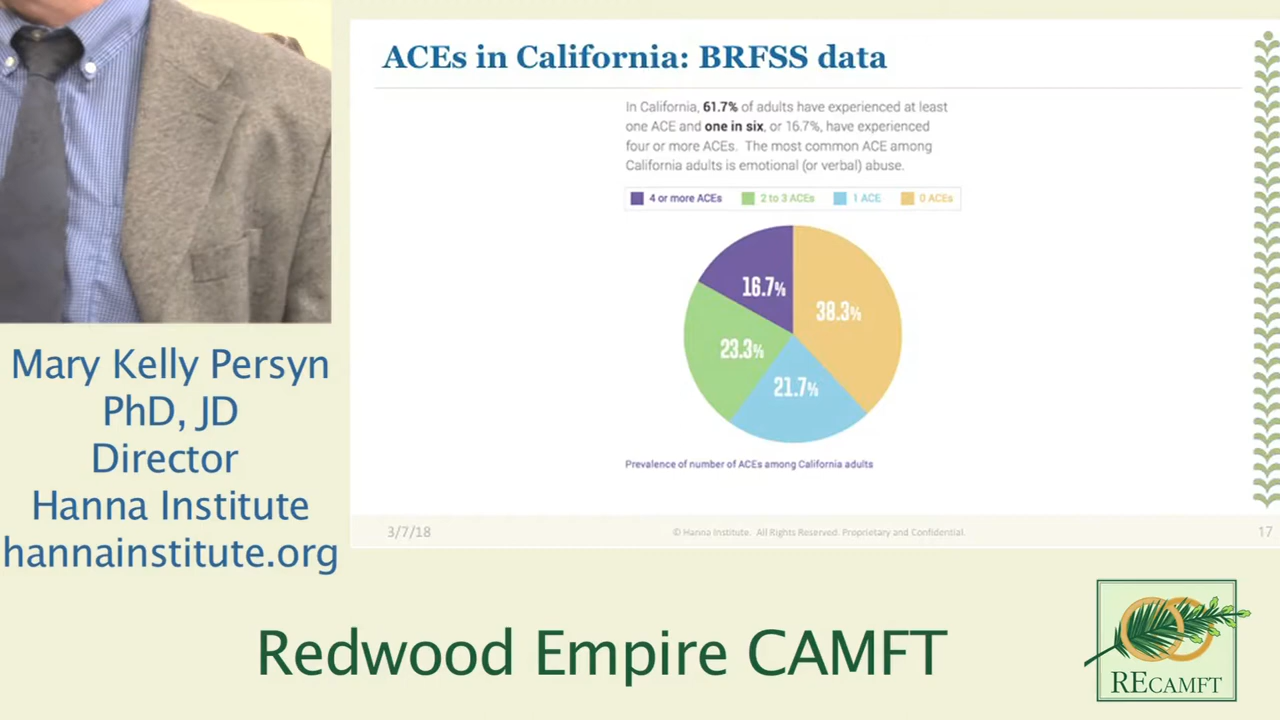 ACEs in California: BRFSS data
In California, 61.7% of adults have experienced at least
one ACE and one in six, or 16.7%, have experienced
four or more ACEs. The most common ACE among
California adults is emotional (or verbal) abuse.
4 or more ACEs 2 to 3 ACEs 1 ACE 0 ACEs
16.7%
38.3%
23.3%
21.7%
Prevalence of number of ACEs among California adults
3/7/18 © Hanna Institute. All Rights Reserved. Proprietary and Confidential. 17
Mary Kelly Persyn
PhD, JD
Director
Hanna Institute
hannainstitute.org
Redwood Empire CAMFT
RECAMFT